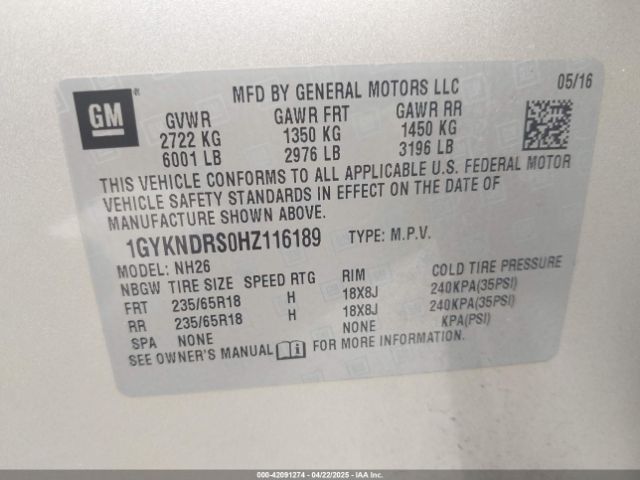 GM
MFD BY GENERAL MOTORS LLC
05/16
GVWR GAWR FRT GAWR RR
2722 KG 1350 KG 1450 KG
6001 LB 2976 LB 3196 LB
THIS VEHICLE CONFORMS TO ALL APPLICABLE U.S. FEDERAL MOTOR
VEHICLE SAFETY STANDARDS IN EFFECT ON THE DATE OF
MANUFACTURE SHOWN ABOVE.
1GYKNDRS0HZ116189 TYPE: M.P.V.
MODEL: NH26
NBGW TIRE SIZE SPEED RTG RIM COLD TIRE PRESSURE
FRT 235/65R18 H 18X8J 240KPA(35PSI)
RR 235/65R18 H 18X8J 240KPA(35PSI)
SPA NONE NONE KPA(PSI)
SEE OWNER'S MANUAL FOR MORE INFORMATION.
000-42091274 - 04/22/2025 - IAAI.CA